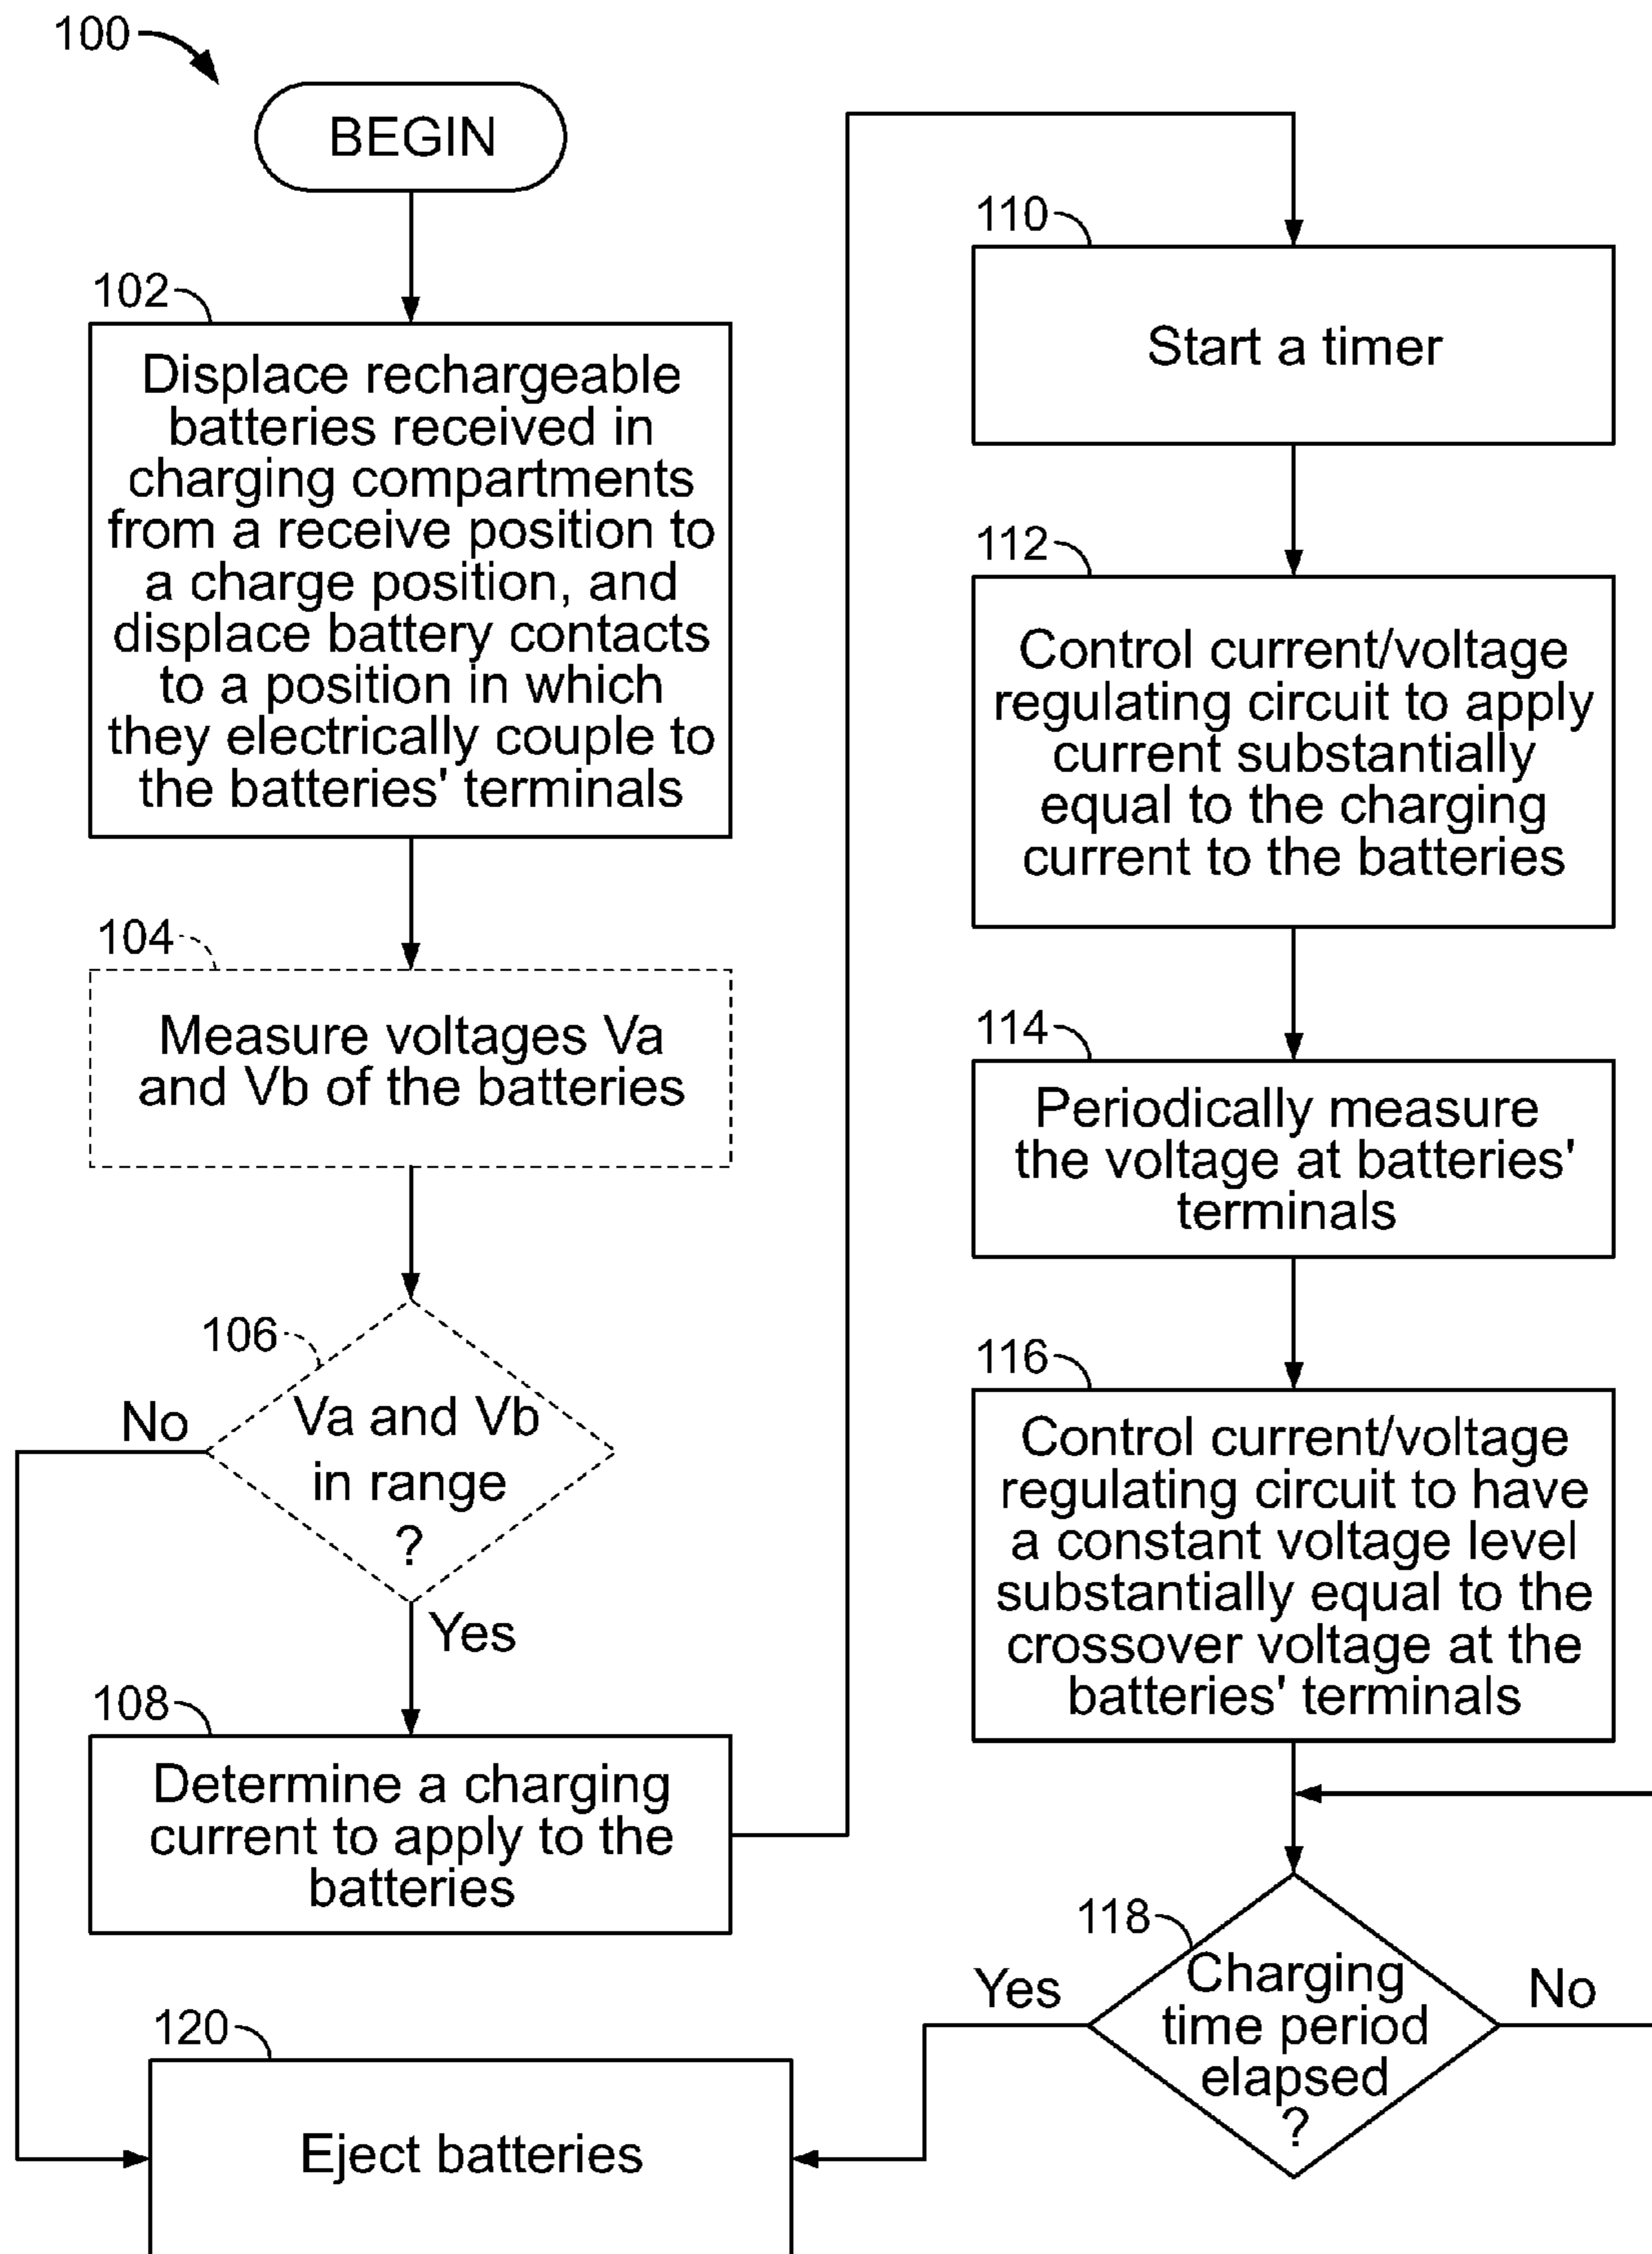 100
BEGIN
102
Displace rechargeable
batteries received in
charging compartments
from a receive position to
a charge position, and
displace battery contacts
to a position in which
they electrically couple to
the batteries' terminals
104
Measure voltages Va
and Vb of the batteries
106
No
Va and Vb
in range
?
Yes
108
Determine a charging
current to apply to the
batteries
110
Start a timer
112
Control current/voltage
regulating circuit to apply
current substantially
equal to the charging
current to the batteries
114
Periodically measure
the voltage at batteries'
terminals
116
Control current/voltage
regulating circuit to have
a constant voltage level
substantially equal to the
crossover voltage at the
batteries' terminals
118
Yes
Charging
time period
elapsed
?
No
120
Eject batteries